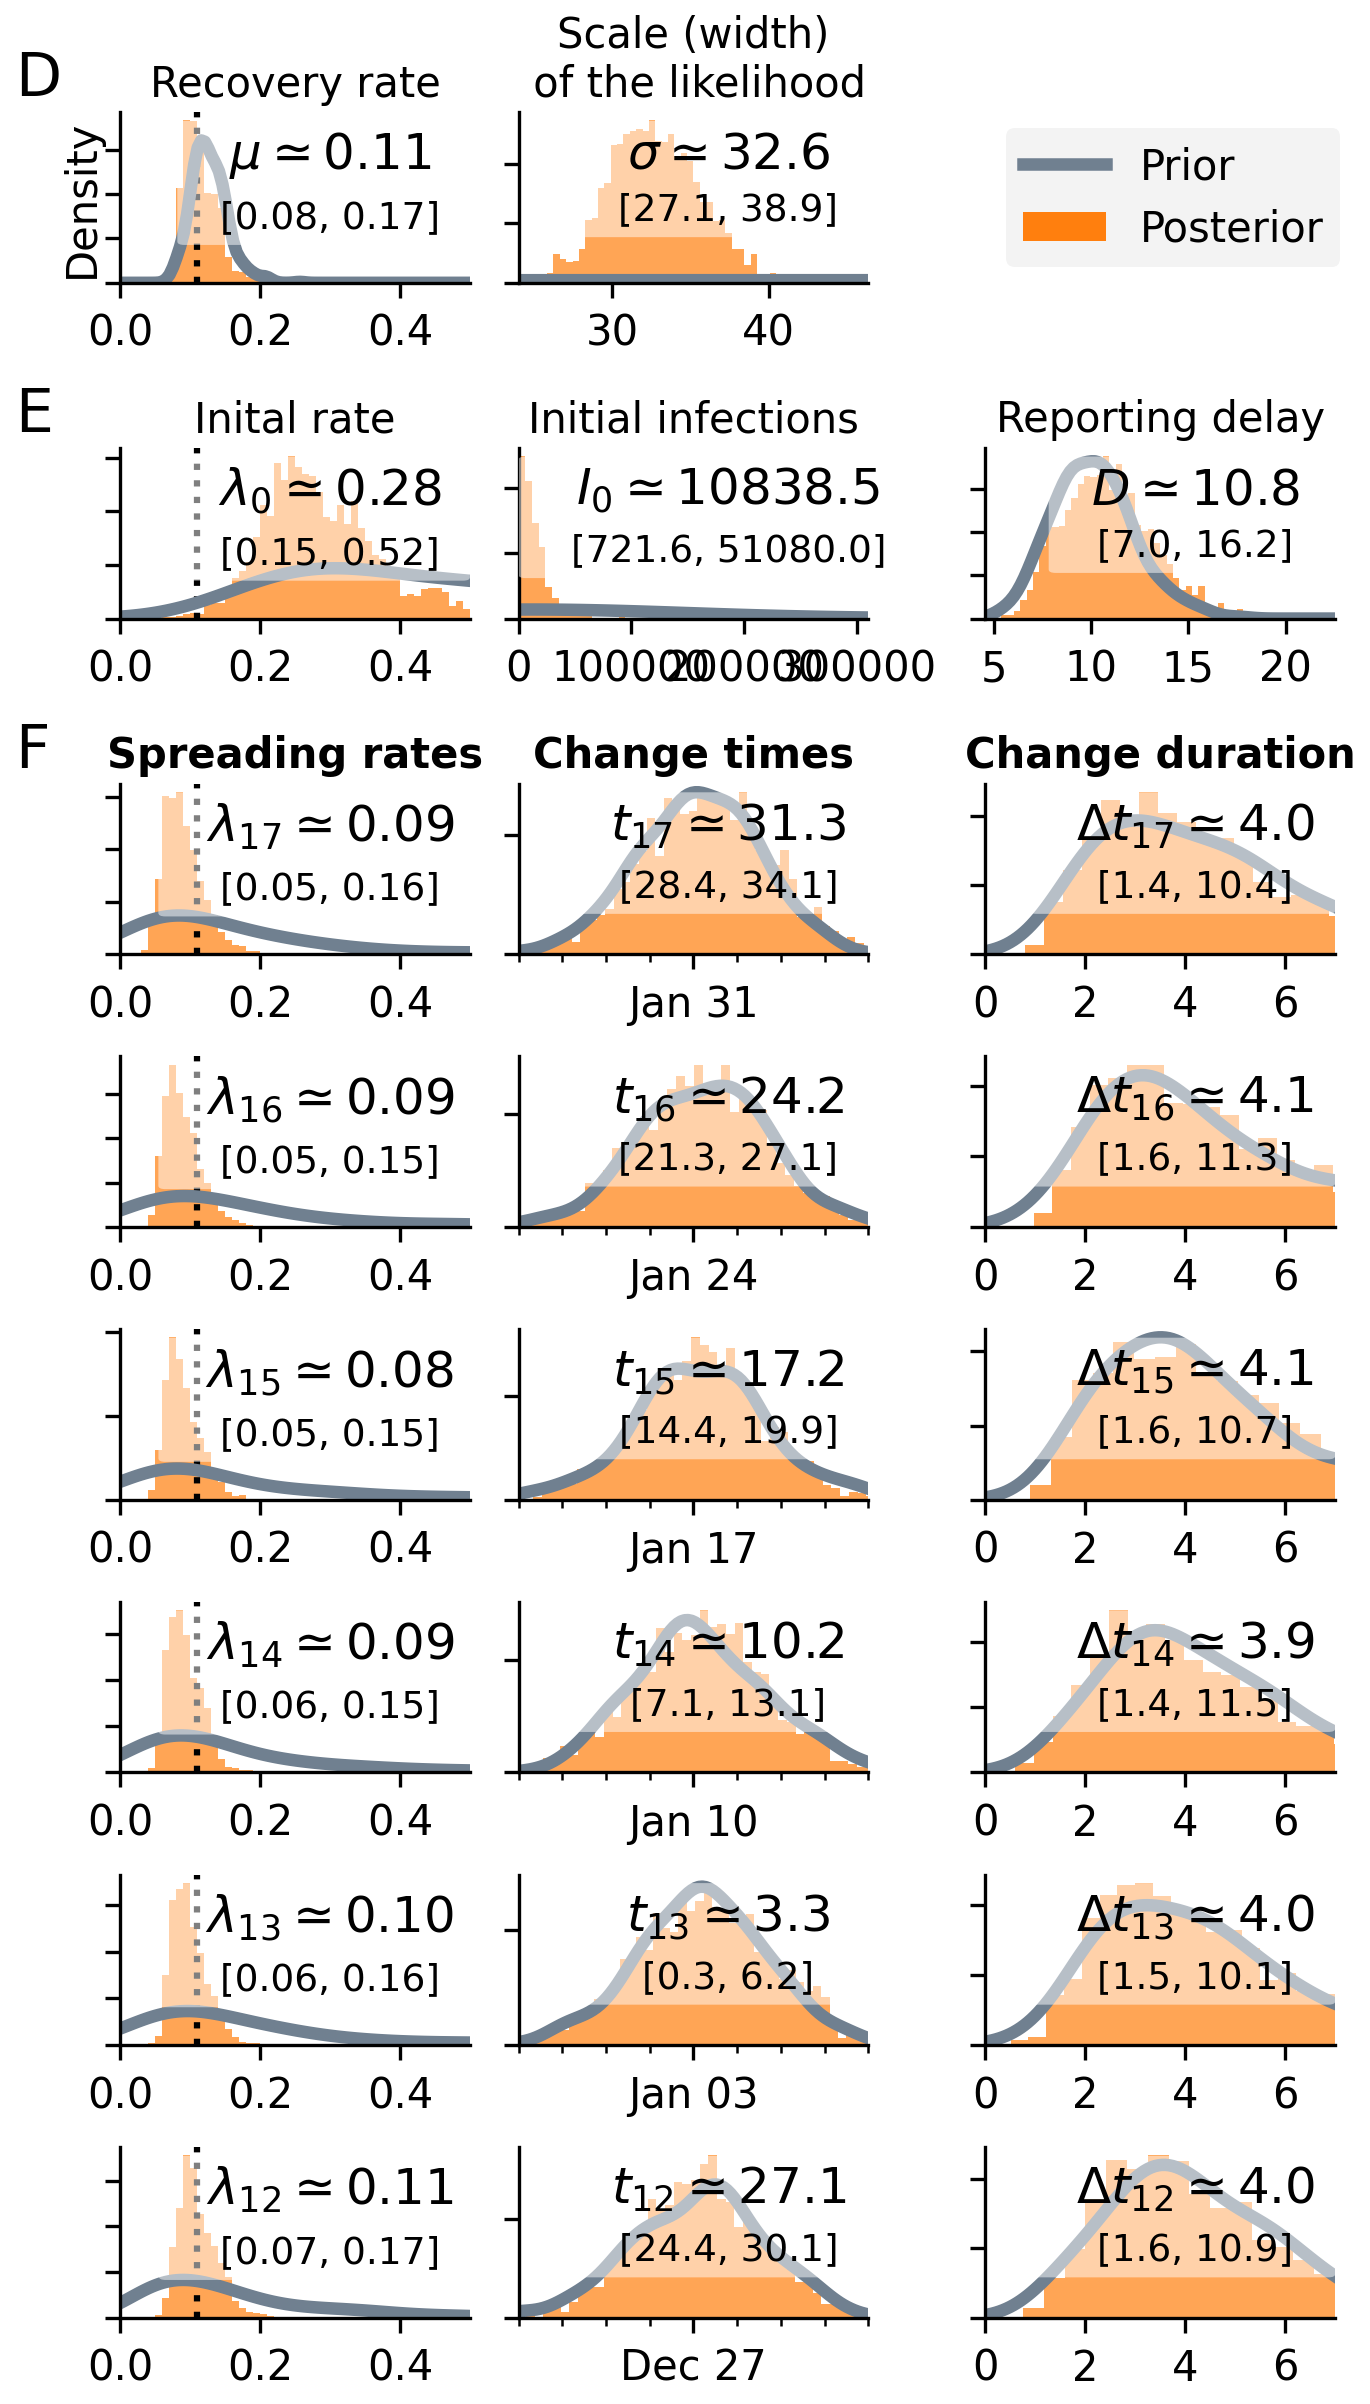 D
Recovery rate
Scale (width)
of the likelihood
Density
μ ≃ 0.11
[0.08, 0.17]
σ ≃ 32.6
[27.1, 38.9]
Prior
Posterior
0.0 0.2 0.4
30 40
E
Inital rate
Initial infections
Reporting delay
λ0 ≃ 0.28
[0.15, 0.52]
I0 ≃ 10838.5
[721.6, 51080.0]
D ≃ 10.8
[7.0, 16.2]
0.0 0.2 0.4
0 100000 200000 300000
5 10 15 20
F
Spreading rates
Change times
Change duration
λ17 ≃ 0.09
[0.05, 0.16]
t17 ≃ 31.3
[28.4, 34.1]
Δt17 ≃ 4.0
[1.4, 10.4]
0.0 0.2 0.4
Jan 31
0 2 4 6
λ16 ≃ 0.09
[0.05, 0.15]
t16 ≃ 24.2
[21.3, 27.1]
Δt16 ≃ 4.1
[1.6, 11.3]
0.0 0.2 0.4
Jan 24
0 2 4 6
λ15 ≃ 0.08
[0.05, 0.15]
t15 ≃ 17.2
[14.4, 19.9]
Δt15 ≃ 4.1
[1.6, 10.7]
0.0 0.2 0.4
Jan 17
0 2 4 6
λ14 ≃ 0.09
[0.06, 0.15]
t14 ≃ 10.2
[7.1, 13.1]
Δt14 ≃ 3.9
[1.4, 11.5]
0.0 0.2 0.4
Jan 10
0 2 4 6
λ13 ≃ 0.10
[0.06, 0.16]
t13 ≃ 3.3
[0.3, 6.2]
Δt13 ≃ 4.0
[1.5, 10.1]
0.0 0.2 0.4
Jan 03
0 2 4 6
λ12 ≃ 0.11
[0.07, 0.17]
t12 ≃ 27.1
[24.4, 30.1]
Δt12 ≃ 4.0
[1.6, 10.9]
0.0 0.2 0.4
Dec 27
0 2 4 6